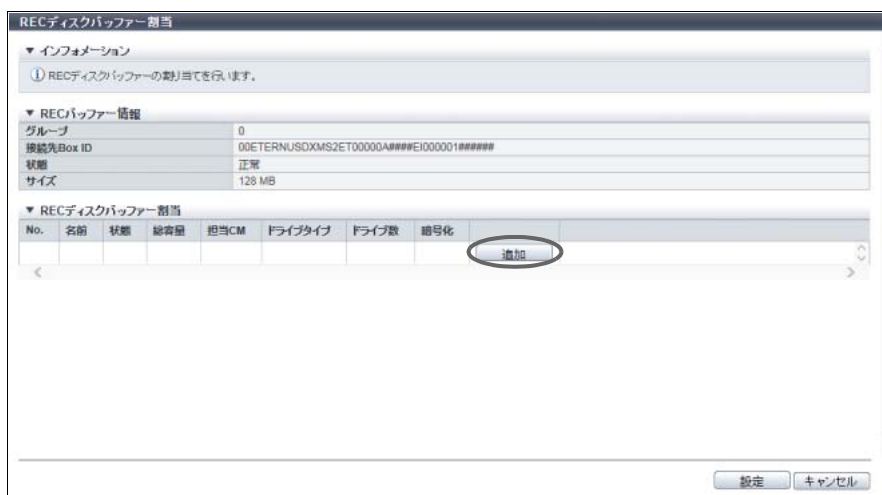 RECディスクバッファー割当
▼ インフォメーション
RECディスクバッファーの割り当てを行います。
▼ RECバッファー情報
グループ 0
接続先Box ID 00ETERNUSDXMS2ET00000A####EI000001######
状態 正常
サイズ 128 MB
▼ RECディスクバッファー割当
No. 名前 状態 総容量 担当CM ドライブタイプ ドライブ数 暗号化
追加
設定 キャンセル